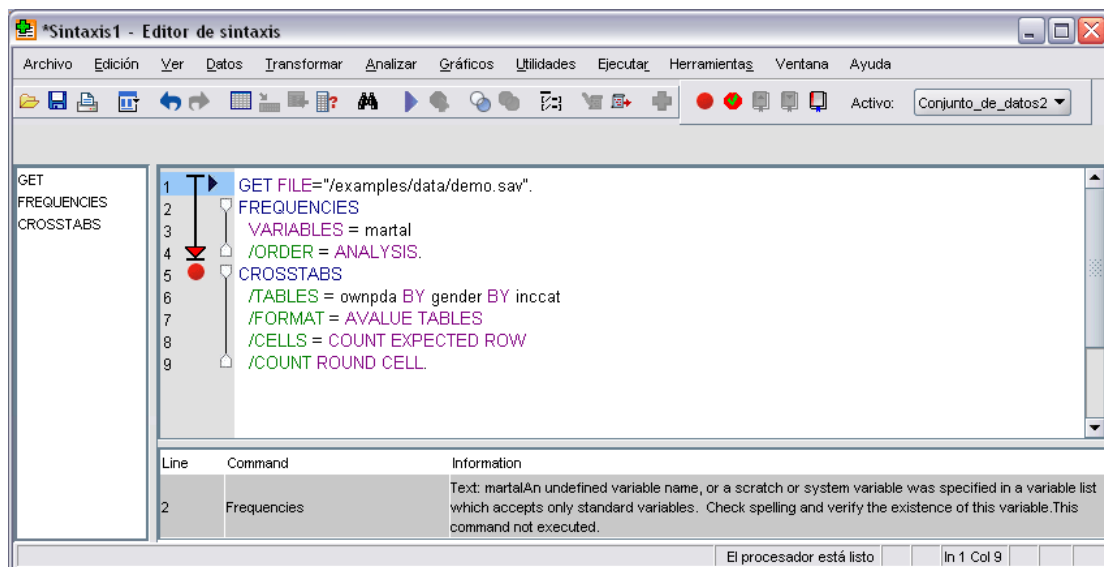 *Sintaxis1 - Editor de sintaxis
Archivo Edición Ver Datos Transformar Analizar Gráficos Utilidades Ejecutar Herramientas Ventana Ayuda
Activo: Conjunto_de_datos2
GET
FREQUENCIES
CROSSTABS
1 GET FILE="/examples/data/demo.sav".
2 FREQUENCIES
3 VARIABLES = martal
4 /ORDER = ANALYSIS.
5 CROSSTABS
6 /TABLES = ownpda BY gender BY inccat
7 /FORMAT = AVALUE TABLES
8 /CELLS = COUNT EXPECTED ROW
9 /COUNT ROUND CELL.
Line Command Information
2 Frequencies Text: martalAn undefined variable name, or a scratch or system variable was specified in a variable list
which accepts only standard variables. Check spelling and verify the existence of this variable.This
command not executed.
El procesador está listo In 1 Col 9